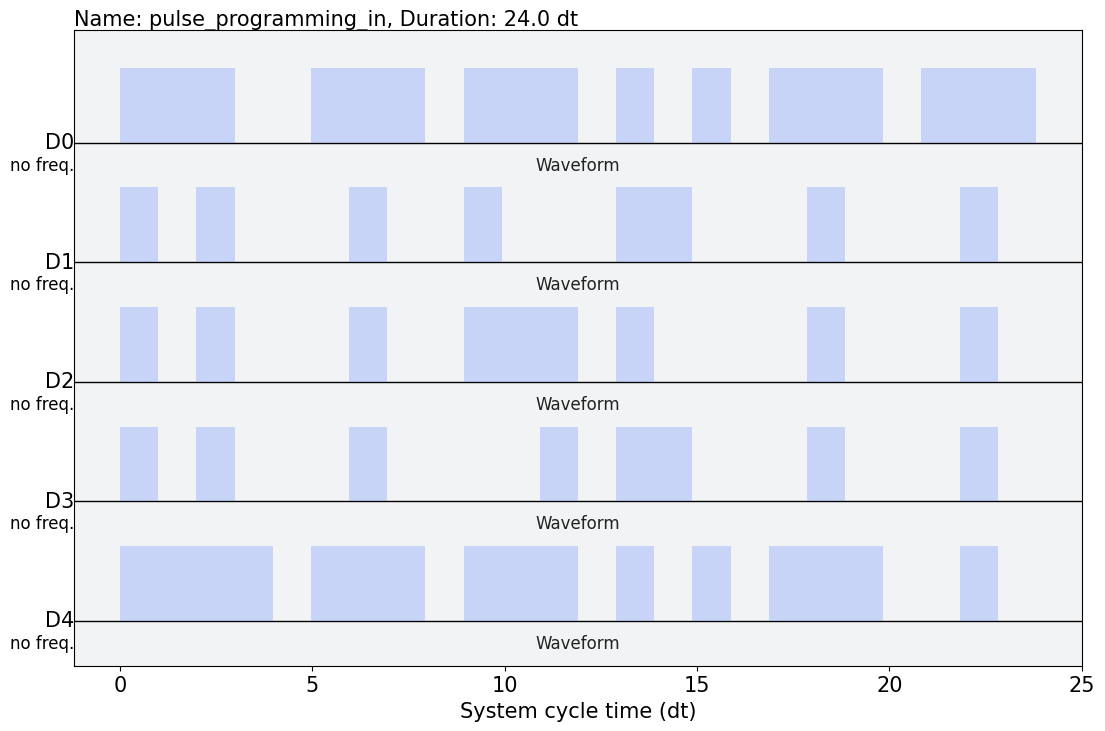 Name: pulse_programming_in, Duration: 24.0 dt
QISKIT
D0
no freq.
Waveform
D1
no freq.
Waveform
D2
no freq.
Waveform
D3
no freq.
Waveform
D4
no freq.
Waveform
0 5 10 15 20 25
System cycle time (dt)